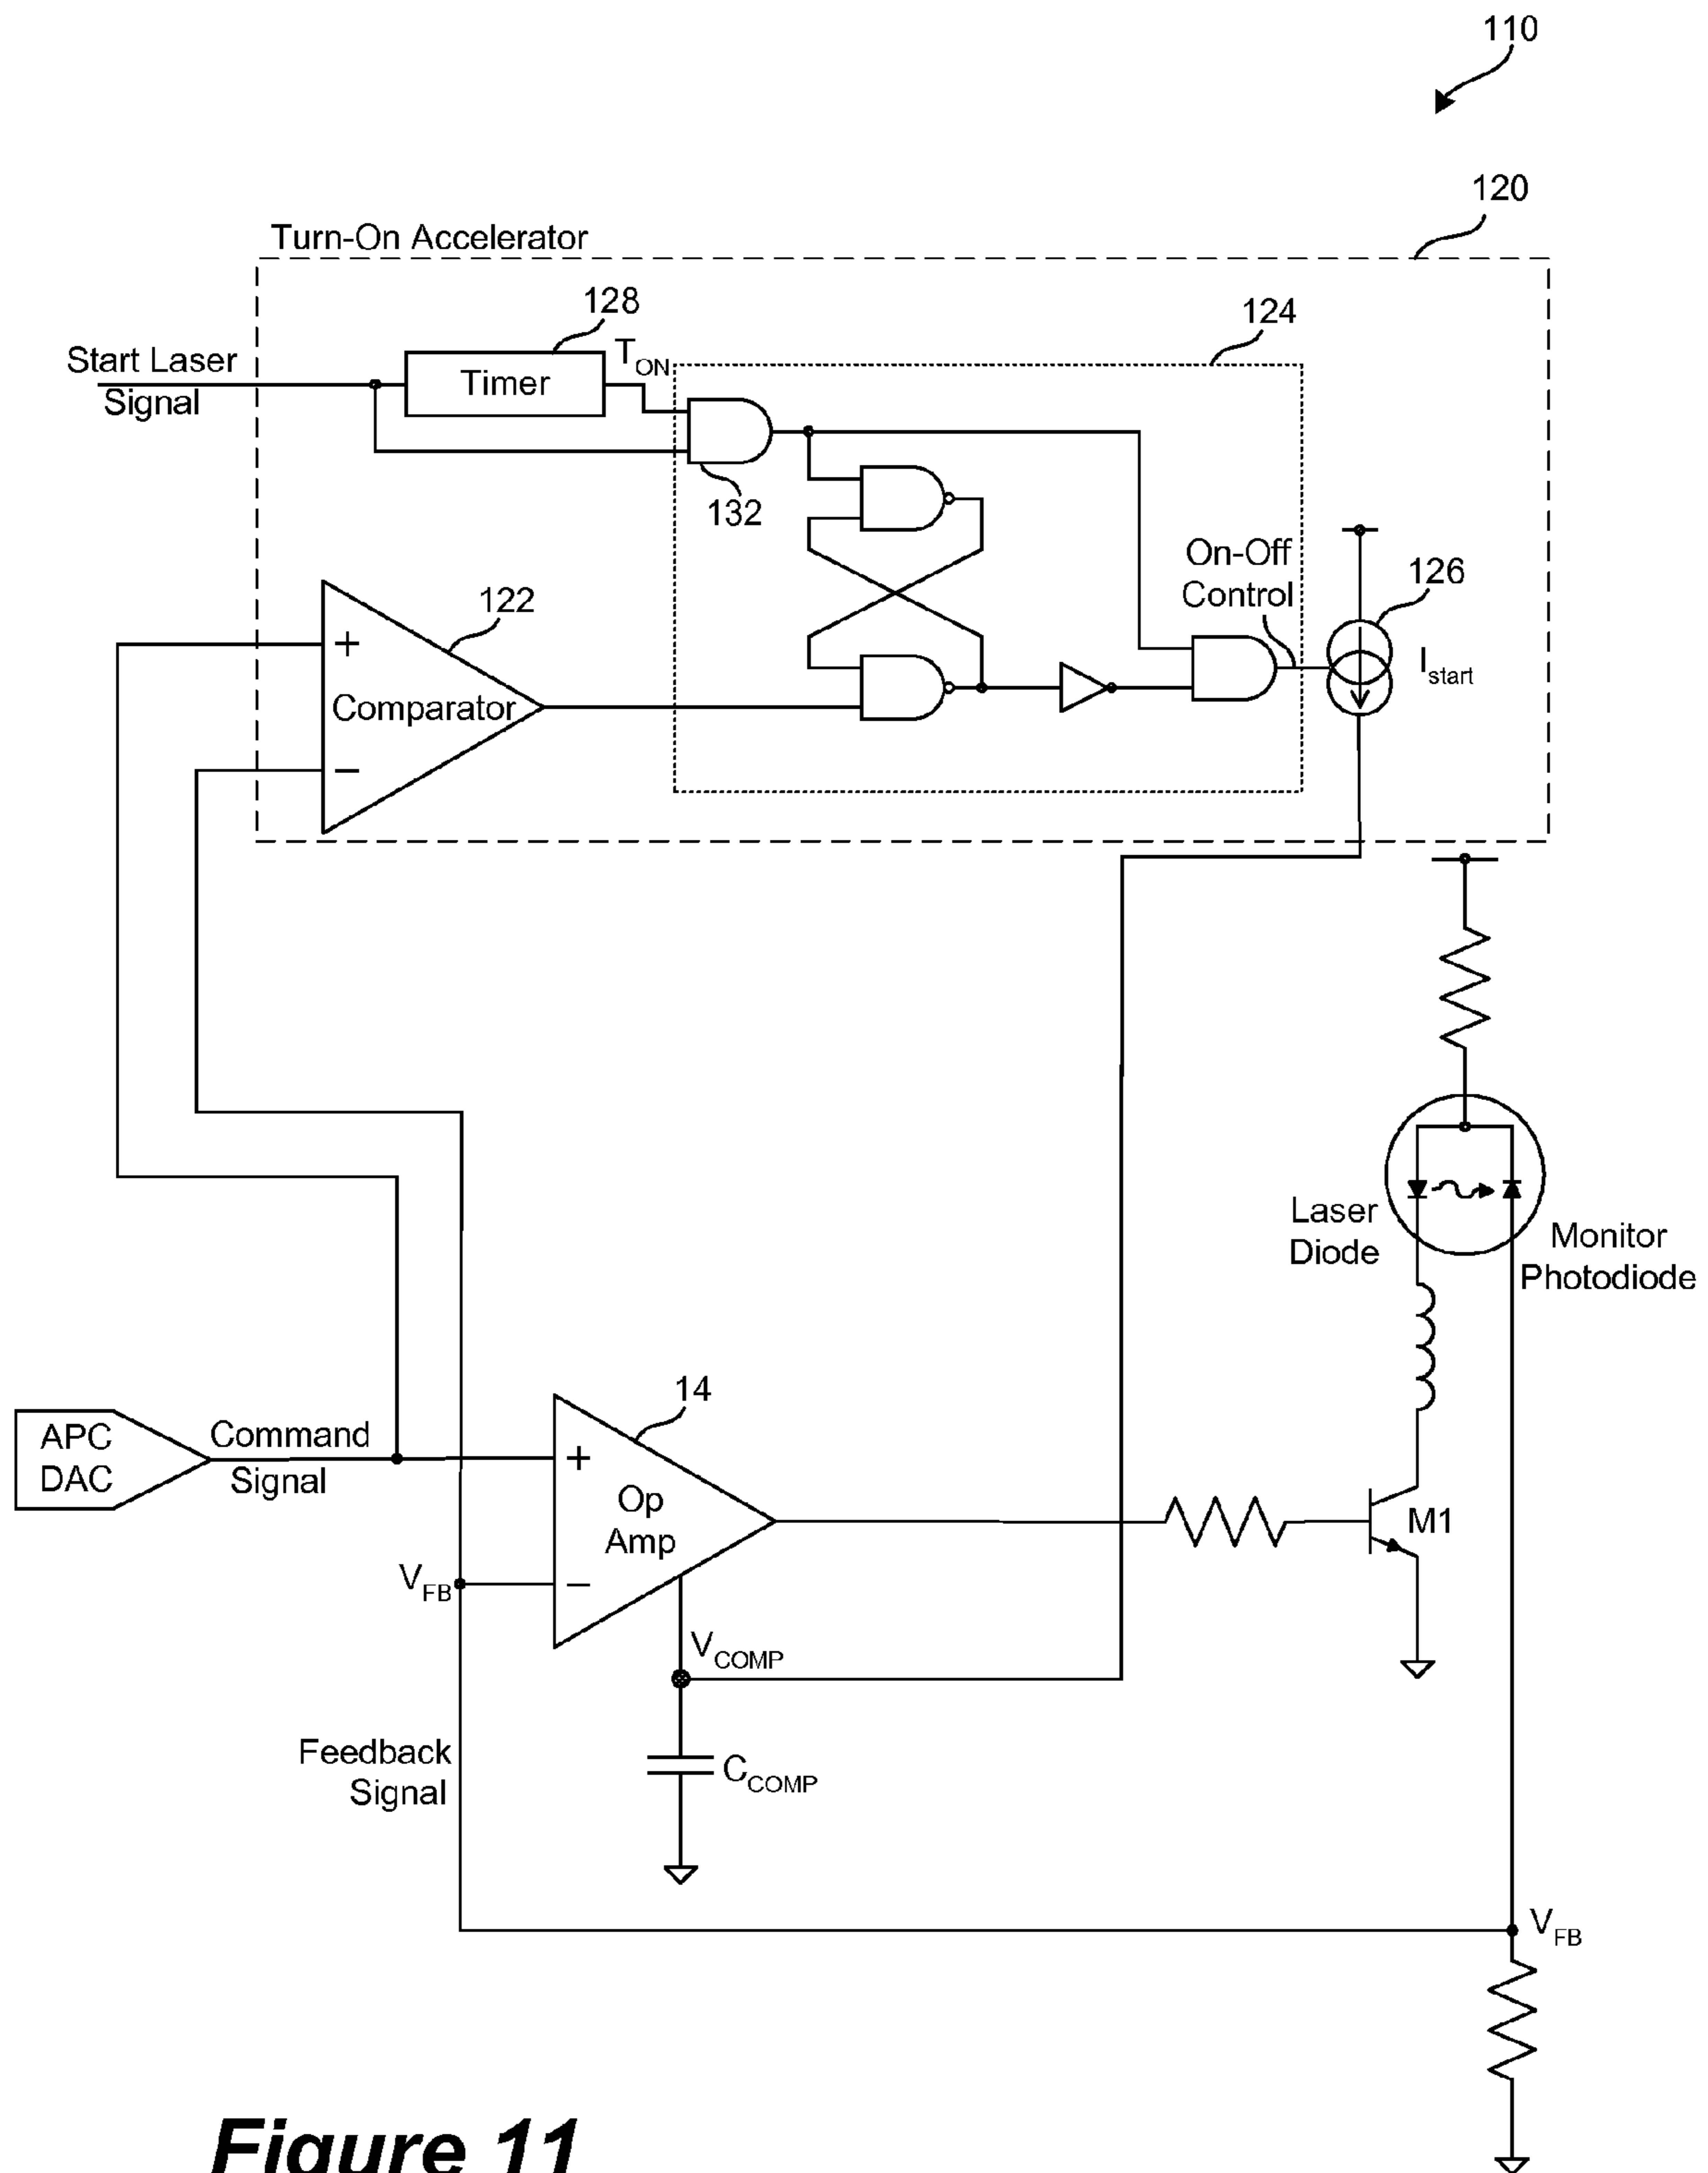 110
120
Turn-On Accelerator
128
124
Start Laser
Signal
Timer
TON
132
On-Off
Control
126
Istart
122
+
Comparator
−
Laser
Diode
Monitor
Photodiode
14
APC
DAC
Command
Signal
+
Op
Amp
−
M1
VFB
VCOMP
Feedback
Signal
CCOMP
VFB
Figure 11